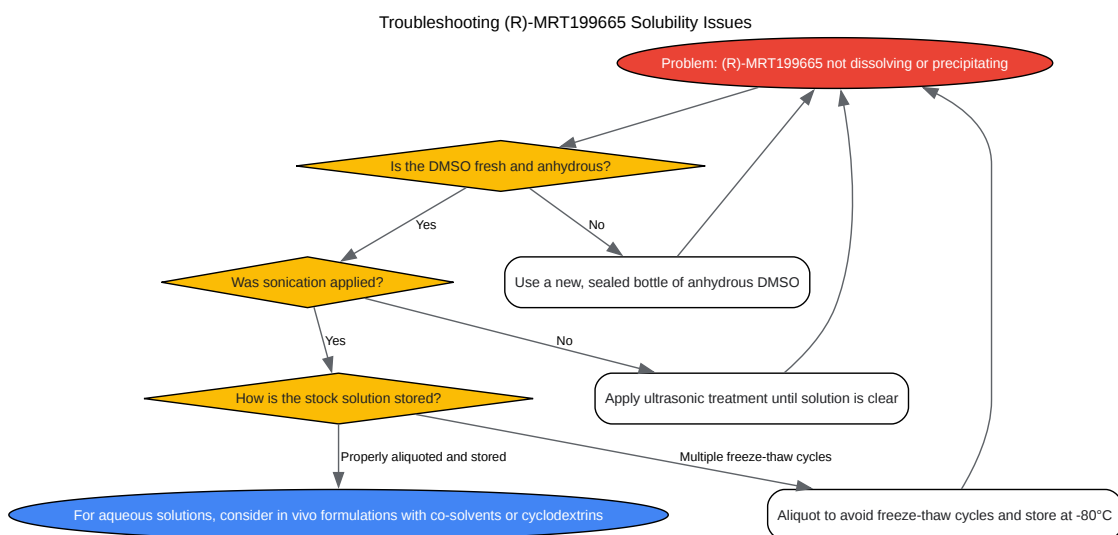 Troubleshooting (R)-MRT199665 Solubility Issues
Problem: (R)-MRT199665 not dissolving or precipitating
Is the DMSO fresh and anhydrous?
Yes
No
Was sonication applied?
Use a new, sealed bottle of anhydrous DMSO
Yes
No
How is the stock solution stored?
Apply ultrasonic treatment until solution is clear
Properly aliquoted and stored
Multiple freeze-thaw cycles
For aqueous solutions, consider in vivo formulations with co-solvents or cyclodextrins
Aliquot to avoid freeze-thaw cycles and store at -80°C